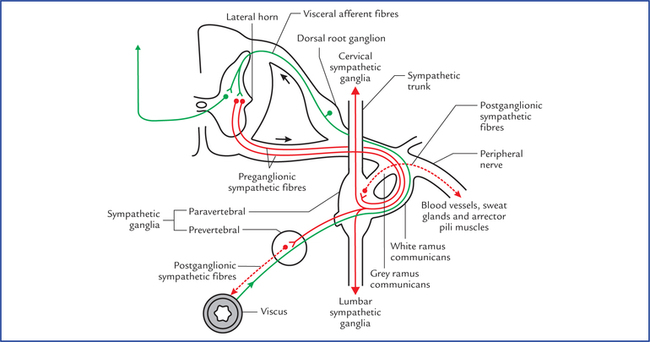 Lateral horn
Visceral afferent fibres
Dorsal root ganglion
Cervical
sympathetic
ganglia
Sympathetic
trunk
Postganglionic
sympathetic
fibres
Peripheral
nerve
Preganglionic
sympathetic fibres
Blood vessels, sweat
glands and arrector
pili muscles
Sympathetic
ganglia
Paravertebral
Prevertebral
White ramus
communicans
Grey ramus
communicans
Postganglionic
sympathetic fibres
Viscus
Lumbar
sympathetic
ganglia